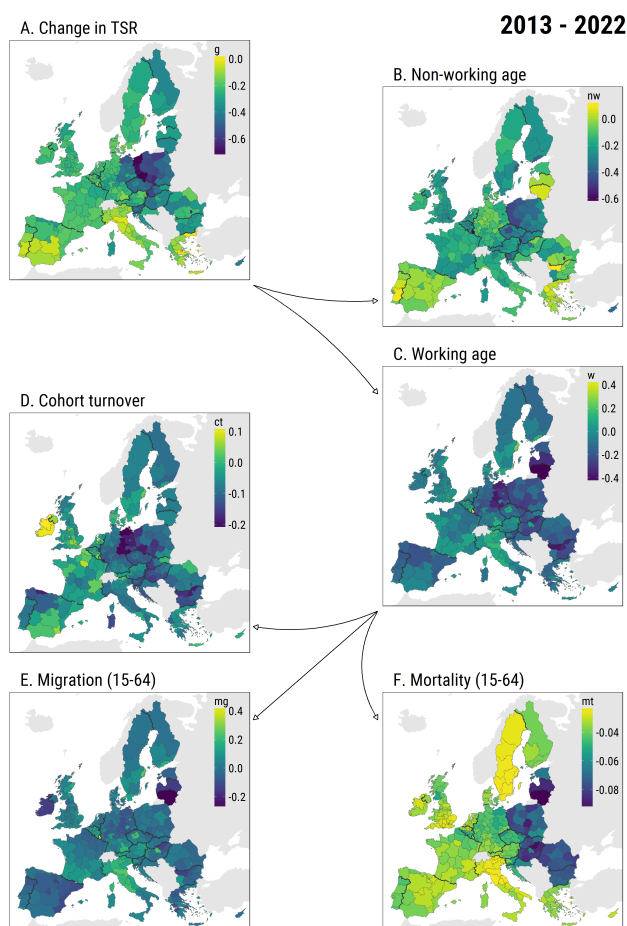 2013 - 2022
A. Change in TSR
g
0.0
-0.2
-0.4
-0.6
B. Non-working age
nw
0.0
-0.2
-0.4
-0.6
C. Working age
w
0.4
0.2
0.0
-0.2
-0.4
D. Cohort turnover
ct
0.1
0.0
-0.1
-0.2
E. Migration (15-64)
mg
0.4
0.2
0.0
-0.2
F. Mortality (15-64)
mt
-0.04
-0.06
-0.08